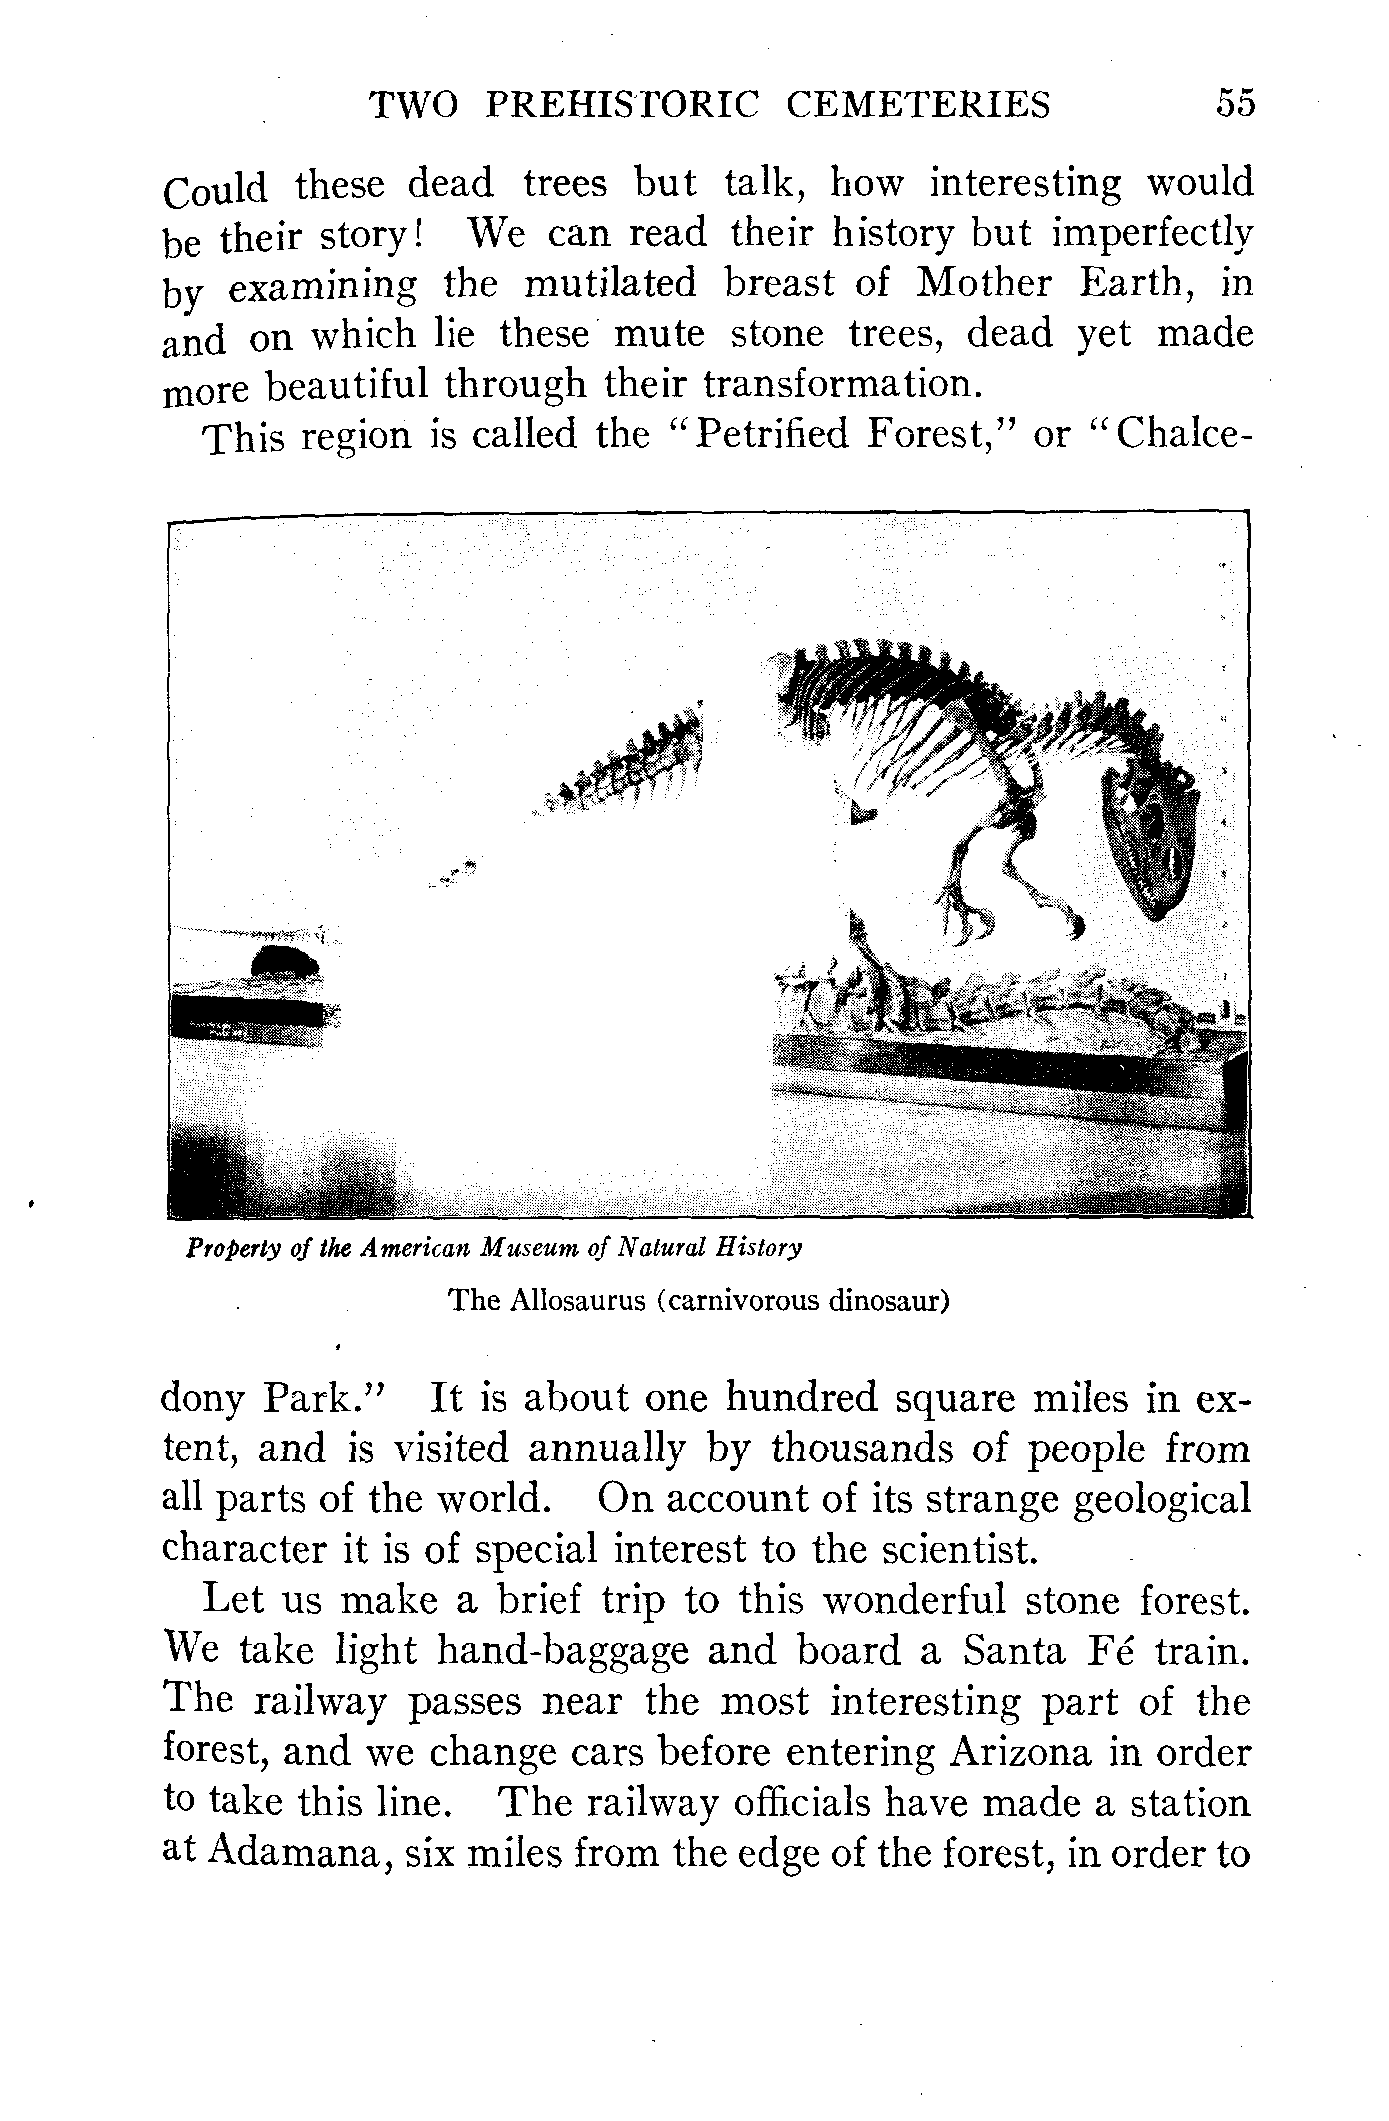 TWO PREHISTORIC CEMETERIES 55
Could these dead trees but talk, how interesting would
be their story! We can read their history but imperfectly
by examining the mutilated breast of Mother Earth, in
and on which lie these mute stone trees, dead yet made
more beautiful through their transformation.
This region is called the “Petrified Forest,” or “Chalce-
Property of the American Museum of Natural History
The Allosaurus (carnivorous dinosaur)
dony Park.” It is about one hundred square miles in ex-
tent, and is visited annually by thousands of people from
all parts of the world. On account of its strange geological
character it is of special interest to the scientist.
Let us make a brief trip to this wonderful stone forest.
We take light hand-baggage and board a Santa Fé train.
The railway passes near the most interesting part of the
forest, and we change cars before entering Arizona in order
to take this line. The railway officials have made a station
at Adamana, six miles from the edge of the forest, in order to